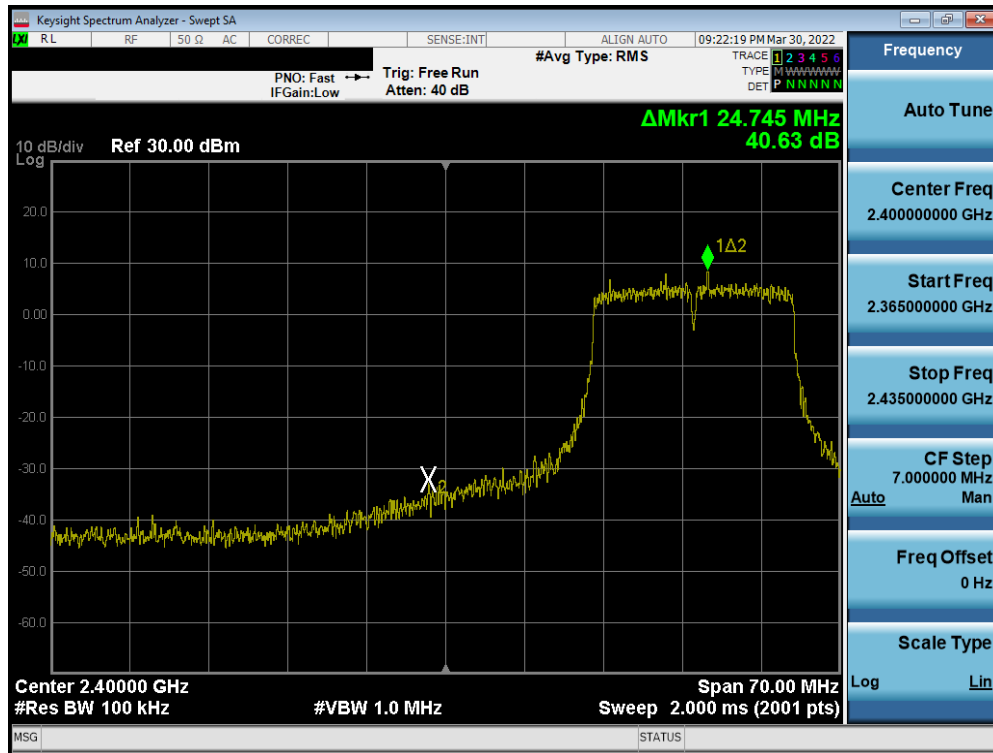 Keysight Spectrum Analyzer - Swept SA
LXI RL RF 50 Ω AC CORREC SENSE:INT ALIGN AUTO 09:22:19 PM Mar 30, 2022
#Avg Type: RMS
TRACE 1 2 3 4 5 6
TYPE M W W W W W
DET P N N N N N
PNO: Fast
IFGain:Low
Trig: Free Run
Atten: 40 dB
ΔMkr1 24.745 MHz
40.63 dB
10 dB/div Ref 30.00 dBm
Log
20.0
10.0
0.00
-10.0
-20.0
-30.0
-40.0
-50.0
-60.0
1Δ2
X2
Center 2.40000 GHz
Span 70.00 MHz
#Res BW 100 kHz
#VBW 1.0 MHz
Sweep 2.000 ms (2001 pts)
MSG
STATUS
Frequency
Auto Tune
Center Freq
2.400000000 GHz
Start Freq
2.365000000 GHz
Stop Freq
2.435000000 GHz
CF Step
7.000000 MHz
Auto Man
Freq Offset
0 Hz
Scale Type
Log Lin